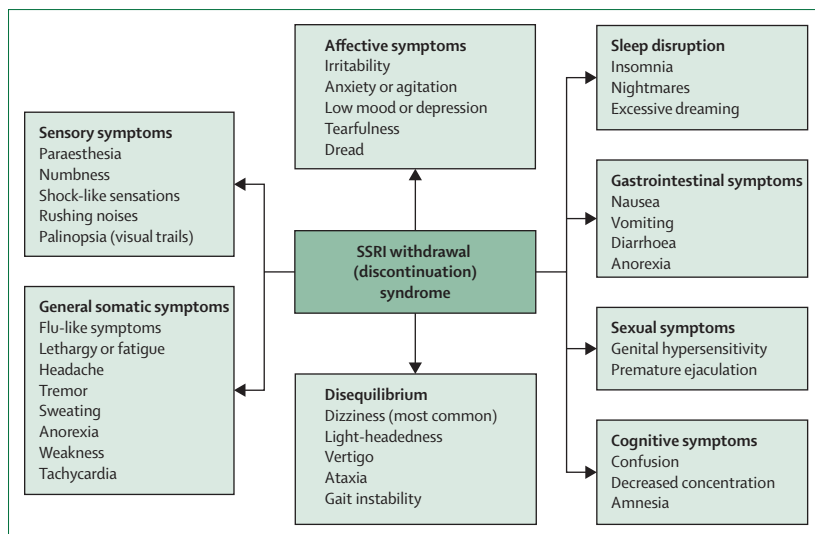 Sensory symptoms
Paraesthesia
Numbness
Shock-like sensations
Rushing noises
Palinopsia (visual trails)
General somatic symptoms
Flu-like symptoms
Lethargy or fatigue
Headache
Tremor
Sweating
Anorexia
Weakness
Tachycardia
Affective symptoms
Irritability
Anxiety or agitation
Low mood or depression
Tearfulness
Dread
SSRI withdrawal
(discontinuation)
syndrome
Disequilibrium
Dizziness (most common)
Light-headedness
Vertigo
Ataxia
Gait instability
Sleep disruption
Insomnia
Nightmares
Excessive dreaming
Gastrointestinal symptoms
Nausea
Vomiting
Diarrhoea
Anorexia
Sexual symptoms
Genital hypersensitivity
Premature ejaculation
Cognitive symptoms
Confusion
Decreased concentration
Amnesia